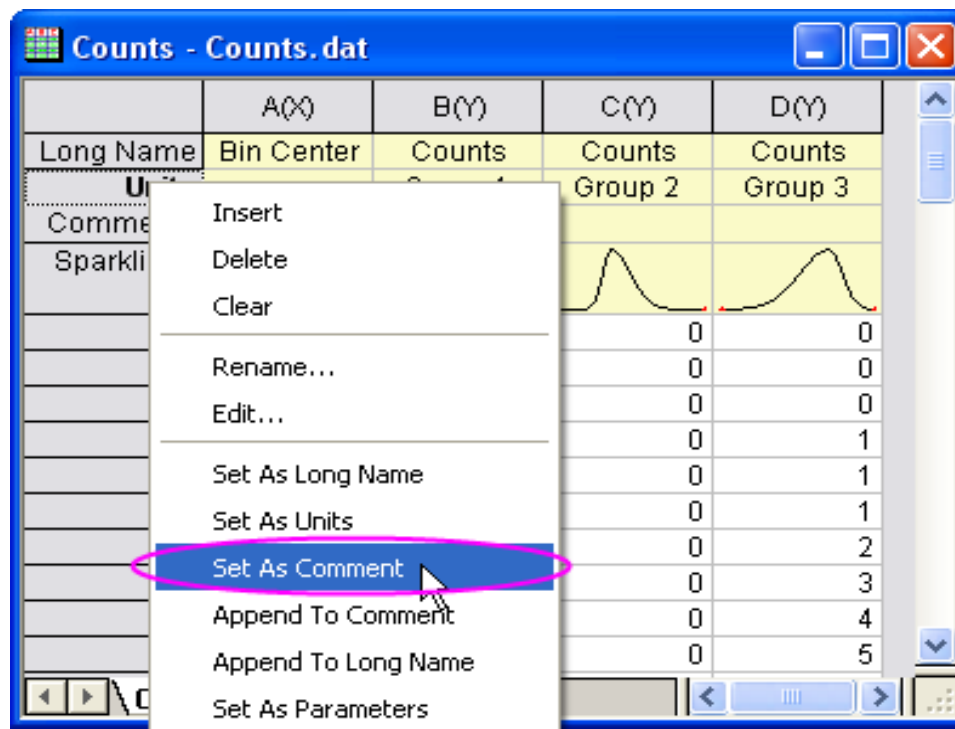 Counts - Counts.dat
A(X) B(Y) C(Y) D(Y)
Long Name Bin Center Counts Counts Counts
Group 2 Group 3
Comme
Sparkli
Insert
Delete
Clear
Rename...
Edit...
Set As Long Name
Set As Units
Set As Comment
Append To Comment
Append To Long Name
Set As Parameters
0 0
0 0
0 0
0 1
0 1
0 1
0 2
0 3
0 4
0 5